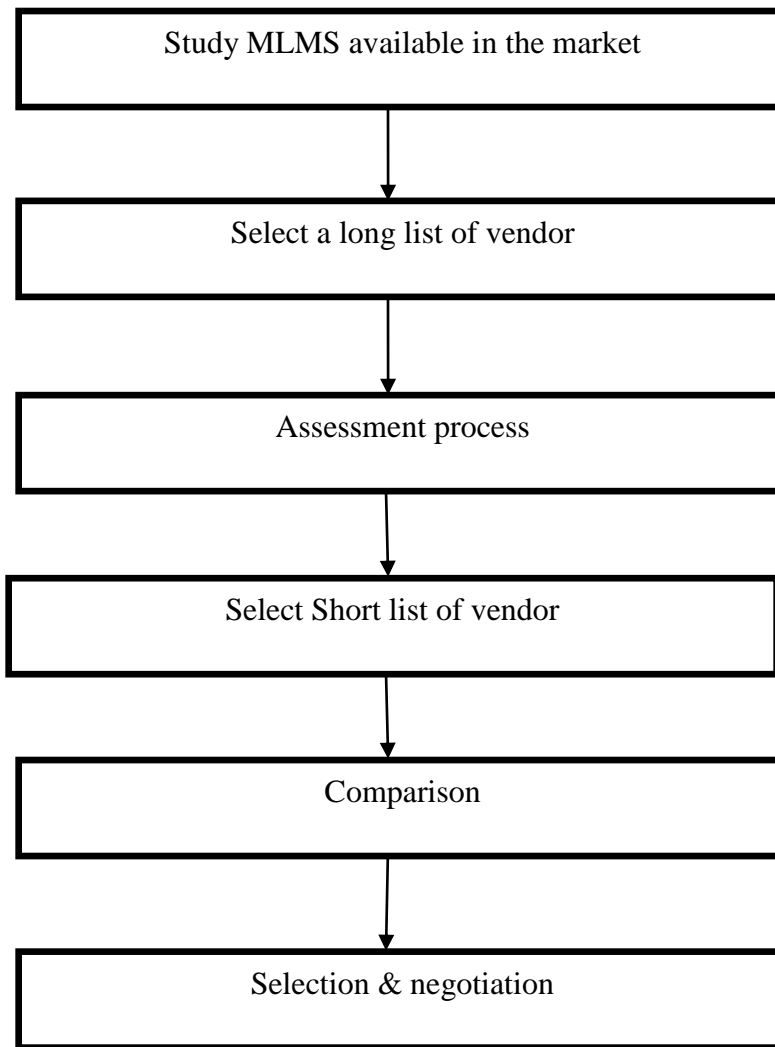 Study MLMS available in the market
Select a long list of vendor
Assessment process
Select Short list of vendor
Comparison
Selection & negotiation